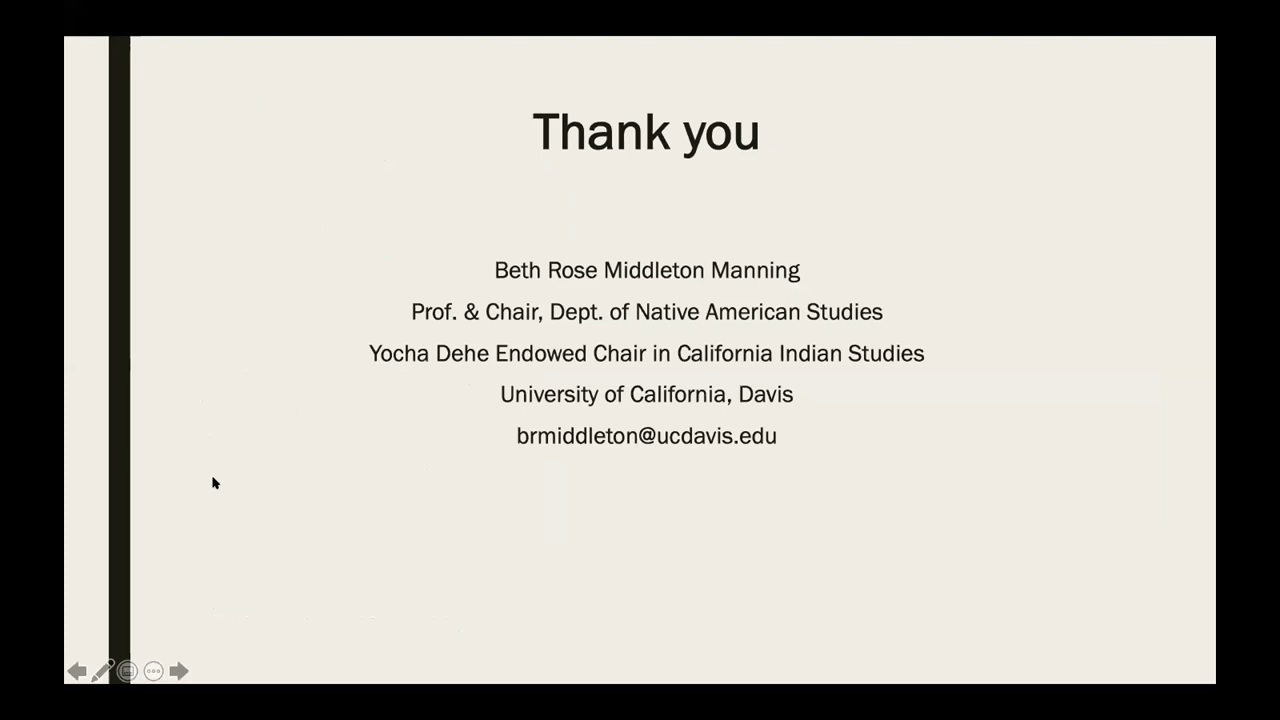 Thank you
Beth Rose Middleton Manning
Prof. & Chair, Dept. of Native American Studies
Yocha Dehe Endowed Chair in California Indian Studies
University of California, Davis
brmiddleton@ucdavis.edu